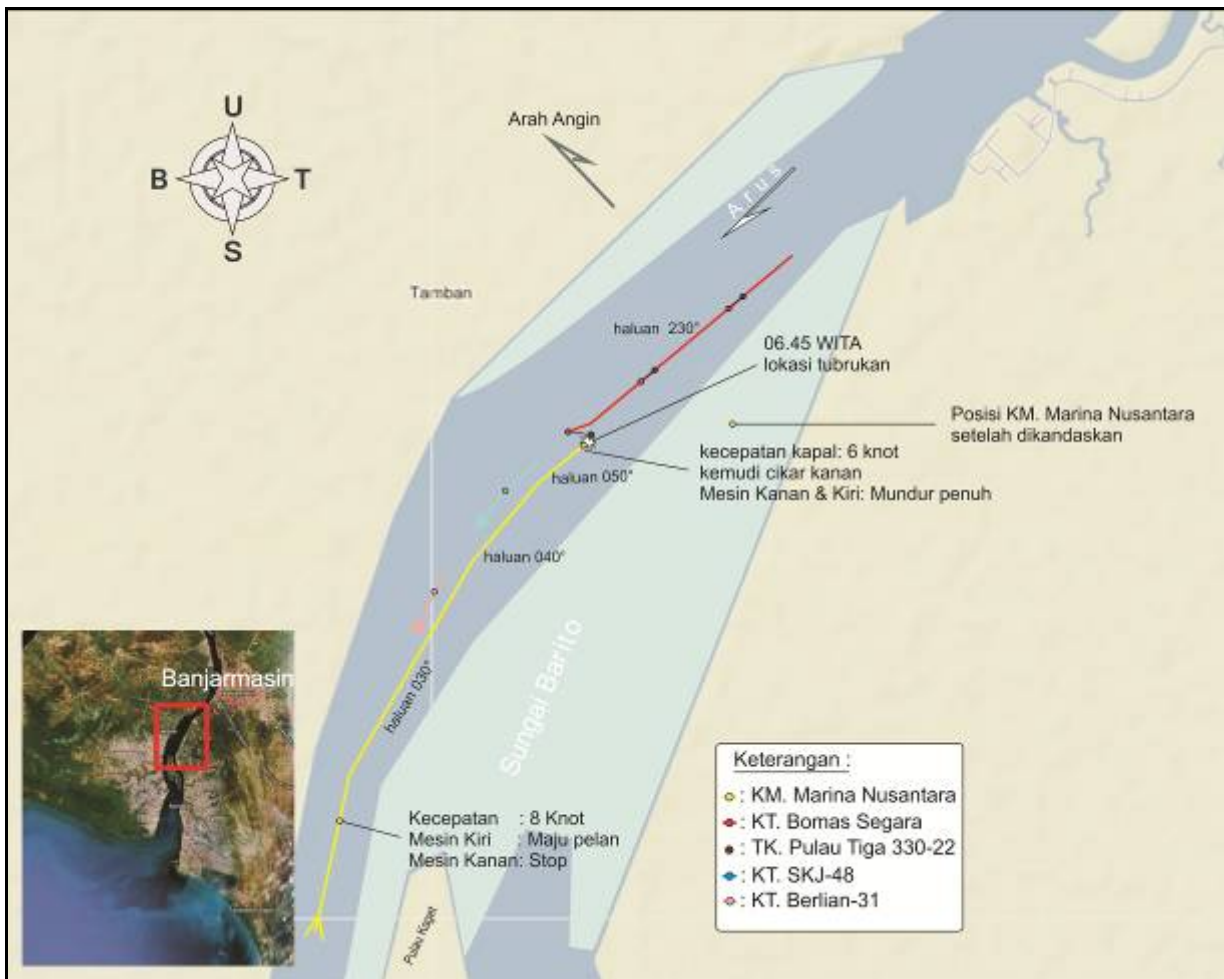 U
B
T
S
Arah Angin
Arus
Tamban
haluan 230°
06.45 WITA
lokasi tubrukan
Posisi KM. Marina Nusantara
setelah dikandaskan
kecepatan kapal: 6 knot
kemudi cikar kanan
Mesin Kanan & Kiri: Mundur penuh
haluan 050°
haluan 040°
haluan 030°
Sungai Barito
Banjarmasin
Kecepatan : 8 Knot
Mesin Kiri : Maju pelan
Mesin Kanan: Stop
Pulau Kaget
Keterangan :
: KM. Marina Nusantara
: KT. Bomas Segara
: TK. Pulau Tiga 330-22
: KT. SKJ-48
: KT. Berlian-31